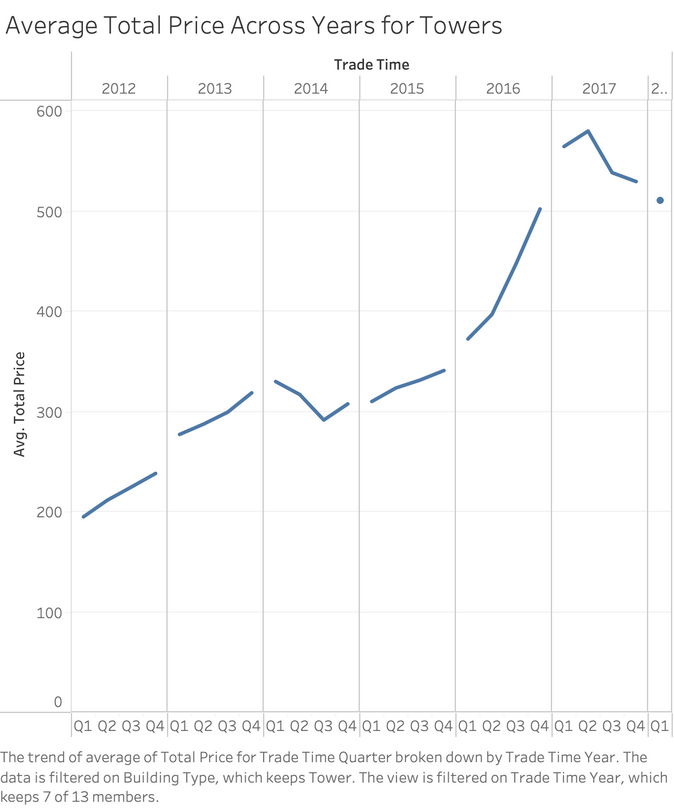 Average Total Price Across Years for Towers
Trade Time
2012 2013 2014 2015 2016 2017 2..
600
500
400
300
200
100
0
Avg. Total Price
Q1 Q2 Q3 Q4 Q1 Q2 Q3 Q4 Q1 Q2 Q3 Q4 Q1 Q2 Q3 Q4 Q1 Q2 Q3 Q4 Q1 Q2 Q3 Q4 Q1
The trend of average of Total Price for Trade Time Quarter broken down by Trade Time Year. The
data is filtered on Building Type, which keeps Tower. The view is filtered on Trade Time Year, which
keeps 7 of 13 members.